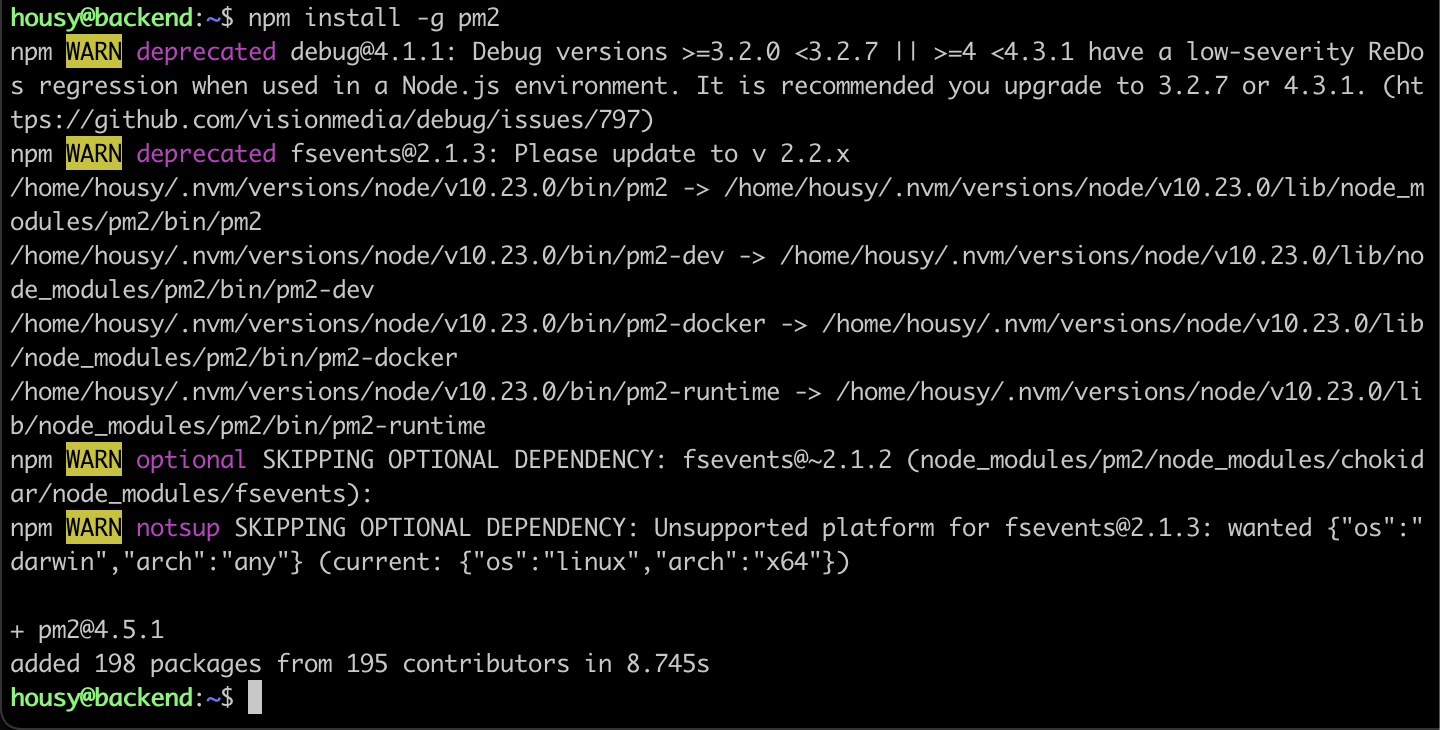 housy@backend:~$ npm install -g pm2
npm WARN deprecated debug@4.1.1: Debug versions >=3.2.0 <3.2.7 || >=4 <4.3.1 have a low-severity ReDo
s regression when used in a Node.js environment. It is recommended you upgrade to 3.2.7 or 4.3.1. (ht
tps://github.com/visionmedia/debug/issues/797)
npm WARN deprecated fsevents@2.1.3: Please update to v 2.2.x
/home/housy/.nvm/versions/node/v10.23.0/bin/pm2 -> /home/housy/.nvm/versions/node/v10.23.0/lib/node_m
odules/pm2/bin/pm2
/home/housy/.nvm/versions/node/v10.23.0/bin/pm2-dev -> /home/housy/.nvm/versions/node/v10.23.0/lib/no
de_modules/pm2/bin/pm2-dev
/home/housy/.nvm/versions/node/v10.23.0/bin/pm2-docker -> /home/housy/.nvm/versions/node/v10.23.0/lib
/node_modules/pm2/bin/pm2-docker
/home/housy/.nvm/versions/node/v10.23.0/bin/pm2-runtime -> /home/housy/.nvm/versions/node/v10.23.0/li
b/node_modules/pm2/bin/pm2-runtime
npm WARN optional SKIPPING OPTIONAL DEPENDENCY: fsevents@~2.1.2 (node_modules/pm2/node_modules/chokid
ar/node_modules/fsevents):
npm WARN notsup SKIPPING OPTIONAL DEPENDENCY: Unsupported platform for fsevents@2.1.3: wanted {"os":"
darwin","arch":"any"} (current: {"os":"linux","arch":"x64"})
+ pm2@4.5.1
added 198 packages from 195 contributors in 8.745s
housy@backend:~$